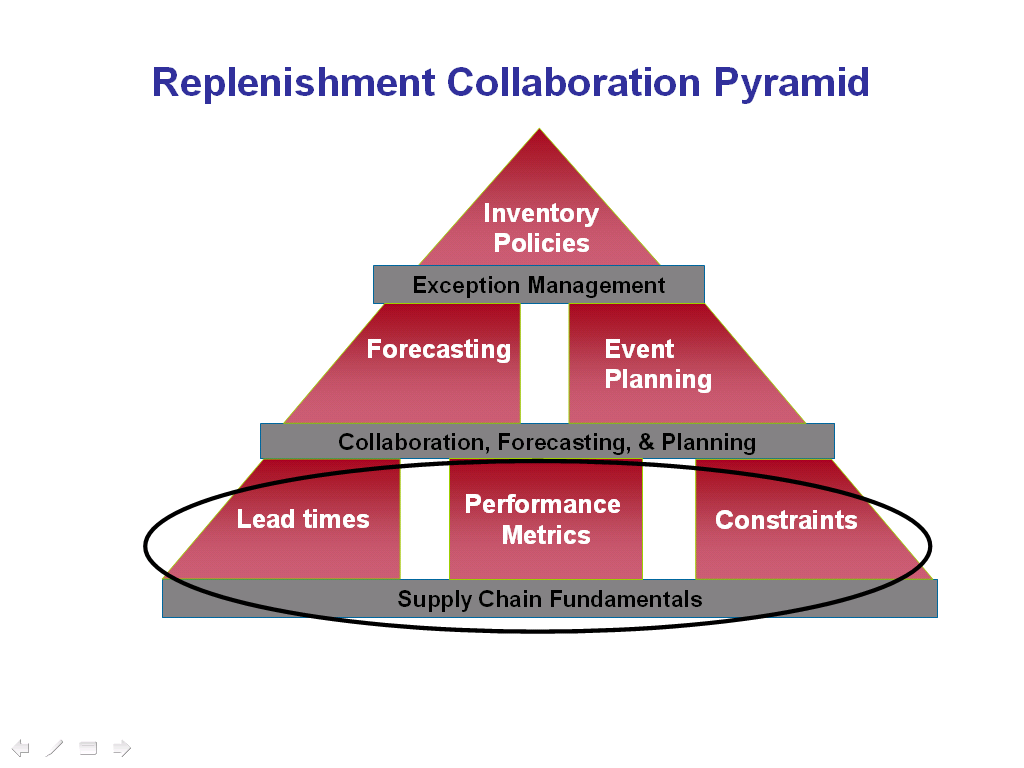 Replenishment Collaboration Pyramid
Inventory
Policies
Exception Management
Forecasting
Event
Planning
Collaboration, Forecasting, & Planning
Lead times
Performance
Metrics
Constraints
Supply Chain Fundamentals